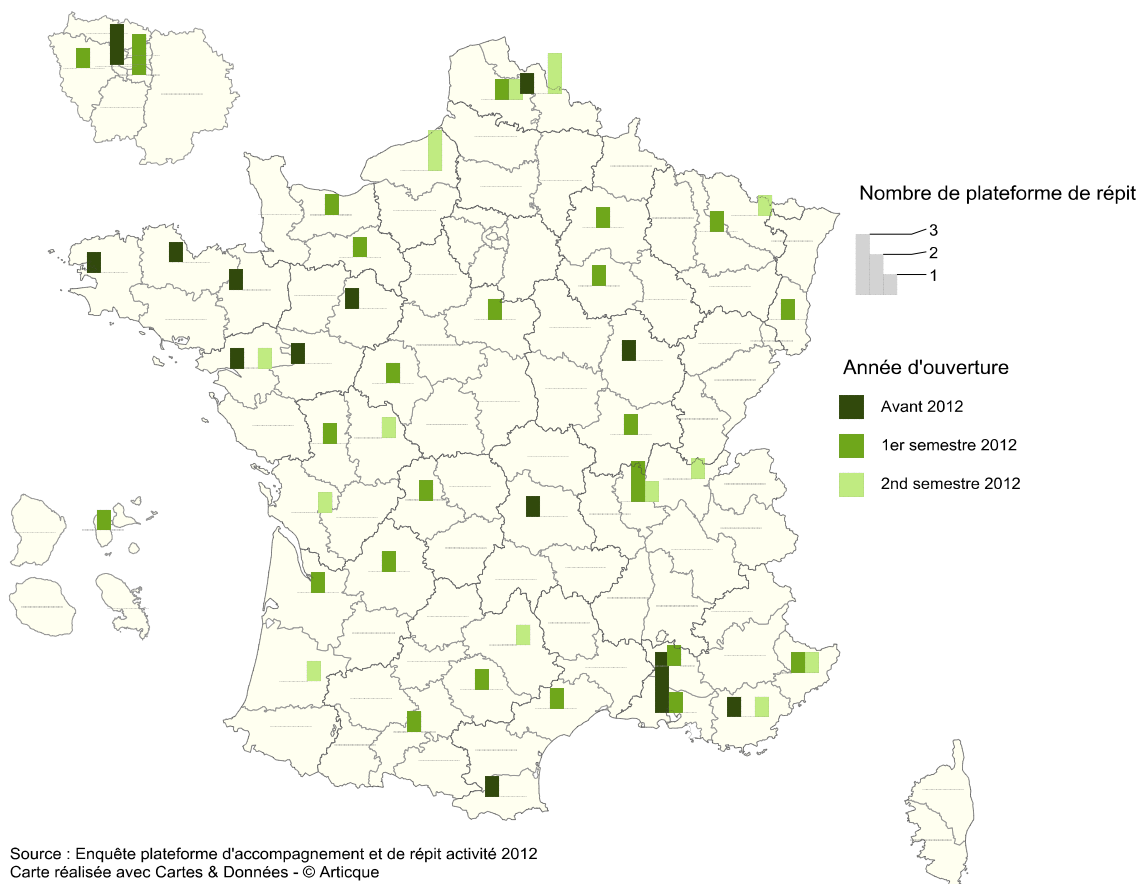 Nombre de plateforme de répit
3
2
1
Année d'ouverture
Avant 2012
1er semestre 2012
2nd semestre 2012
Source : Enquête plateforme d'accompagnement et de répit activité 2012
Carte réalisée avec Cartes & Données - © Articque